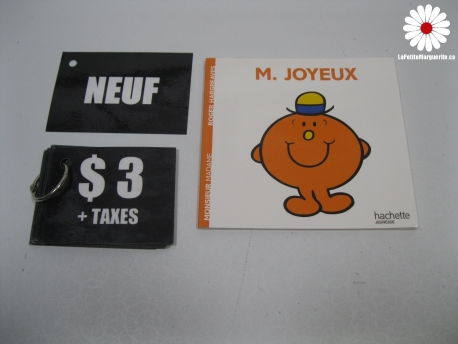 LaPetiteMarguerite.ca
NEUF
$ 3
+ TAXES
M. JOYEUX
MONSIEUR MADAME
ROGER HARGREAVES
hachette
JEUNESSE